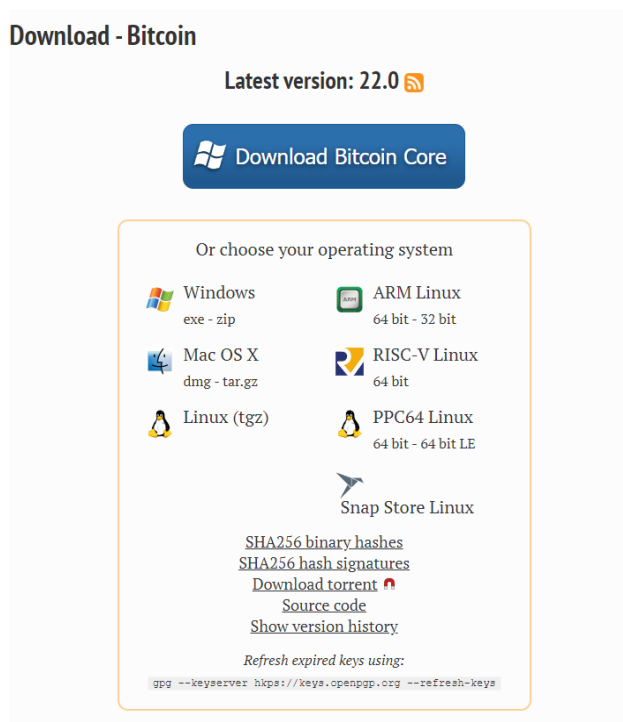 Download - Bitcoin
Latest version: 22.0
Download Bitcoin Core
Or choose your operating system
Windows
exe - zip
Mac OS X
dmg - tar.gz
Linux (tgz)
ARM
ARM Linux
64 bit - 32 bit
RISC-V Linux
64 bit
PPC64 Linux
64 bit - 64 bit LE
Snap Store Linux
SHA256 binary hashes
SHA256 hash signatures
Download torrent
Source code
Show version history
Refresh expired keys using:
gpg --keyserver hkps://keys.openpgp.org --refresh-keys